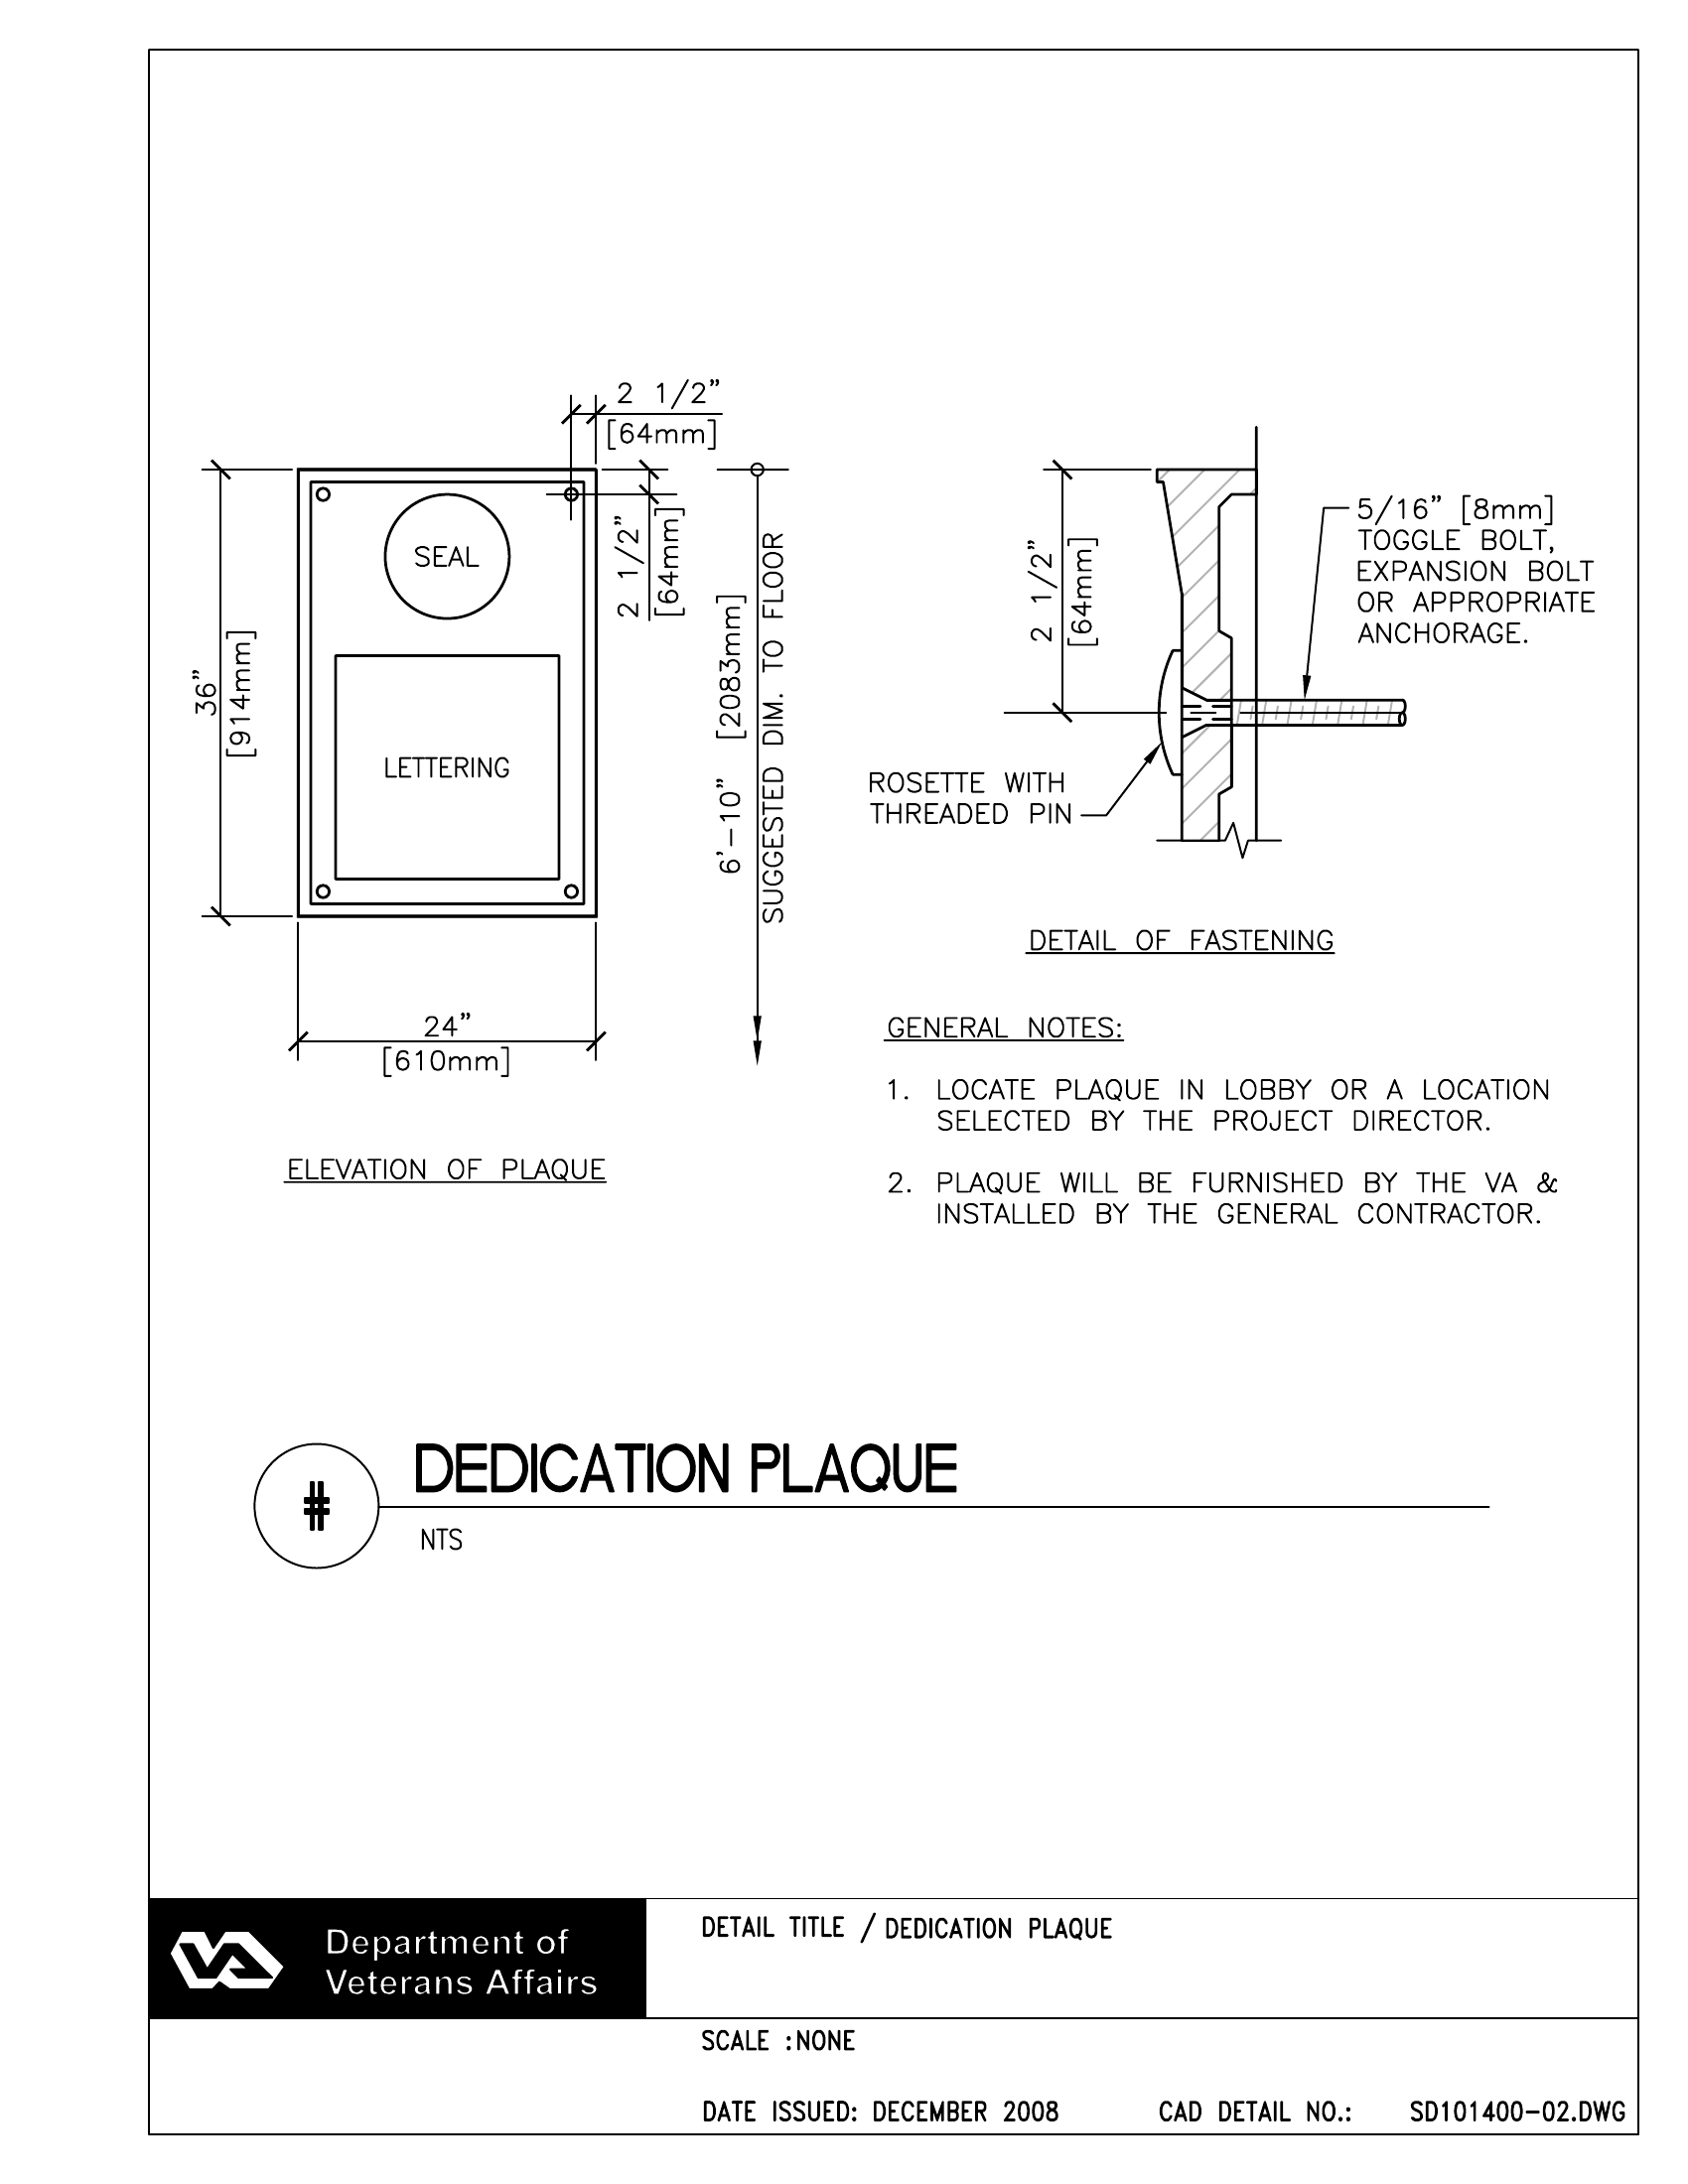 2 1/2"
[64mm]
2 1/2"
[64mm]
36"
[914mm]
SEAL
LETTERING
24"
[610mm]
6'-10" [2083mm]
SUGGESTED DIM. TO FLOOR
ELEVATION OF PLAQUE
2 1/2"
[64mm]
5/16" [8mm]
TOGGLE BOLT,
EXPANSION BOLT
OR APPROPRIATE
ANCHORAGE.
ROSETTE WITH
THREADED PIN
DETAIL OF FASTENING
GENERAL NOTES:
1. LOCATE PLAQUE IN LOBBY OR A LOCATION
SELECTED BY THE PROJECT DIRECTOR.
2. PLAQUE WILL BE FURNISHED BY THE VA &
INSTALLED BY THE GENERAL CONTRACTOR.
#
DEDICATION PLAQUE
NTS
VA
Department of
Veterans Affairs
DETAIL TITLE / DEDICATION PLAQUE
SCALE :NONE
DATE ISSUED: DECEMBER 2008 CAD DETAIL NO.: SD101400-02.DWG